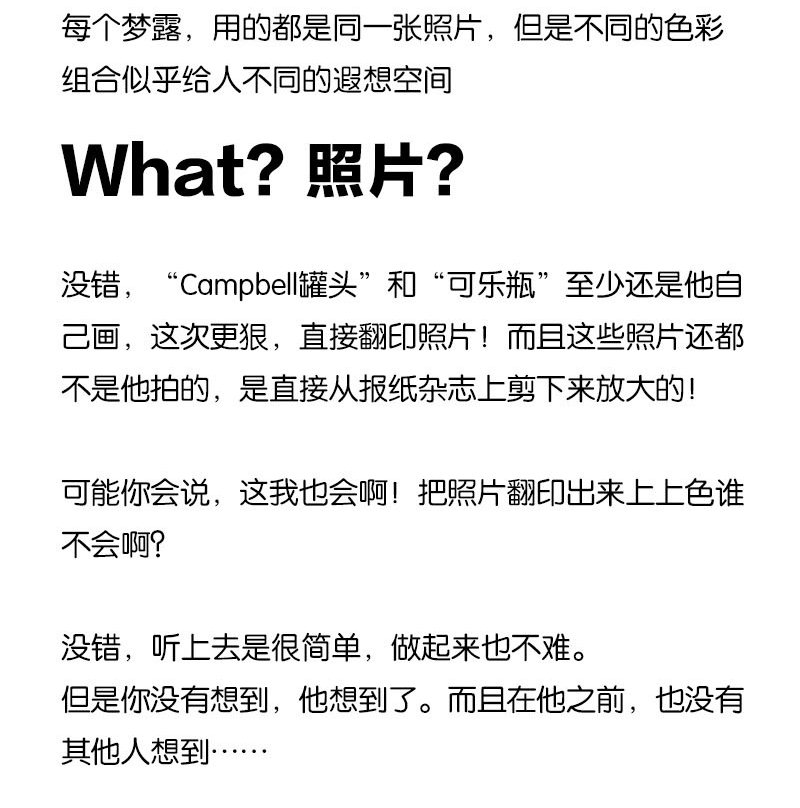 每个梦露，用的都是同一张照片，但是不同的色彩
组合似乎给人不同的遐想空间
What? 照片?
没错，“Campbell罐头”和“可乐瓶”至少还是他自
己画，这次更狠，直接翻印照片！而且这些照片还都
不是他拍的，是直接从报纸杂志上剪下来放大的！
可能你会说，这我也会啊！把照片翻印出来上上色谁
不会啊？
没错，听上去是很简单，做起来也不难。
但是你没有想到，他想到了。而且在他之前，也没有
其他人想到……